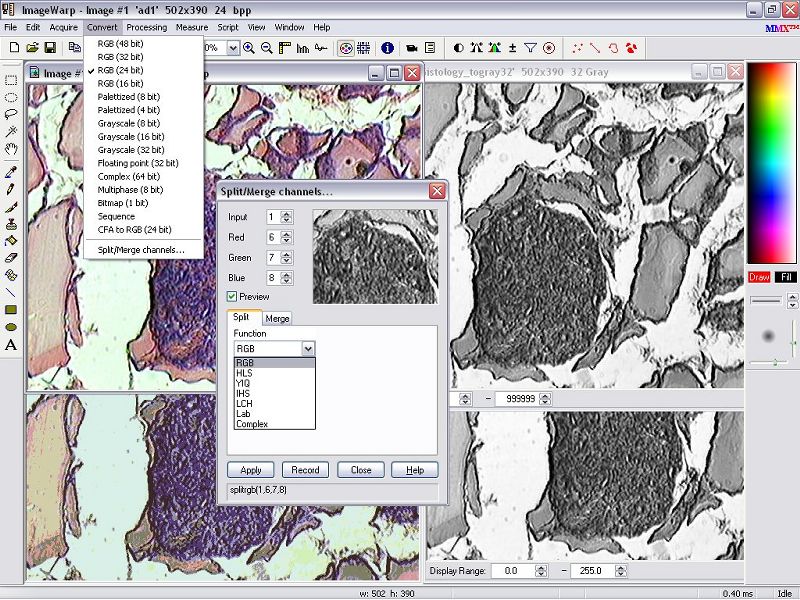 ImageWarp - Image #1 'ad1' 502x390 24 bpp
File Edit Acquire Convert Processing Measure Script View Window Help
MMX™
0%
RGB (48 bit)
RGB (32 bit)
RGB (24 bit)
RGB (16 bit)
Palettized (8 bit)
Palettized (4 bit)
Grayscale (8 bit)
Grayscale (16 bit)
Grayscale (32 bit)
Floating point (32 bit)
Complex (64 bit)
Multiphase (8 bit)
Bitmap (1 bit)
Sequence
CFA to RGB (24 bit)
Split/Merge channels...
Image #
histology_togray32' 502x390 32 Gray
Split/Merge channels...
Input 1
Red 6
Green 7
Blue 8
Preview
Split Merge
Function
RGB
RGB
HLS
YIQ
IHS
LCH
Lab
Complex
Apply Record Close Help
splitrgb(1,6,7,8)
Draw Fill
A
– 999999
Display Range: 0.0 – 255.0
w: 502 h: 390
0.40 ms Idle